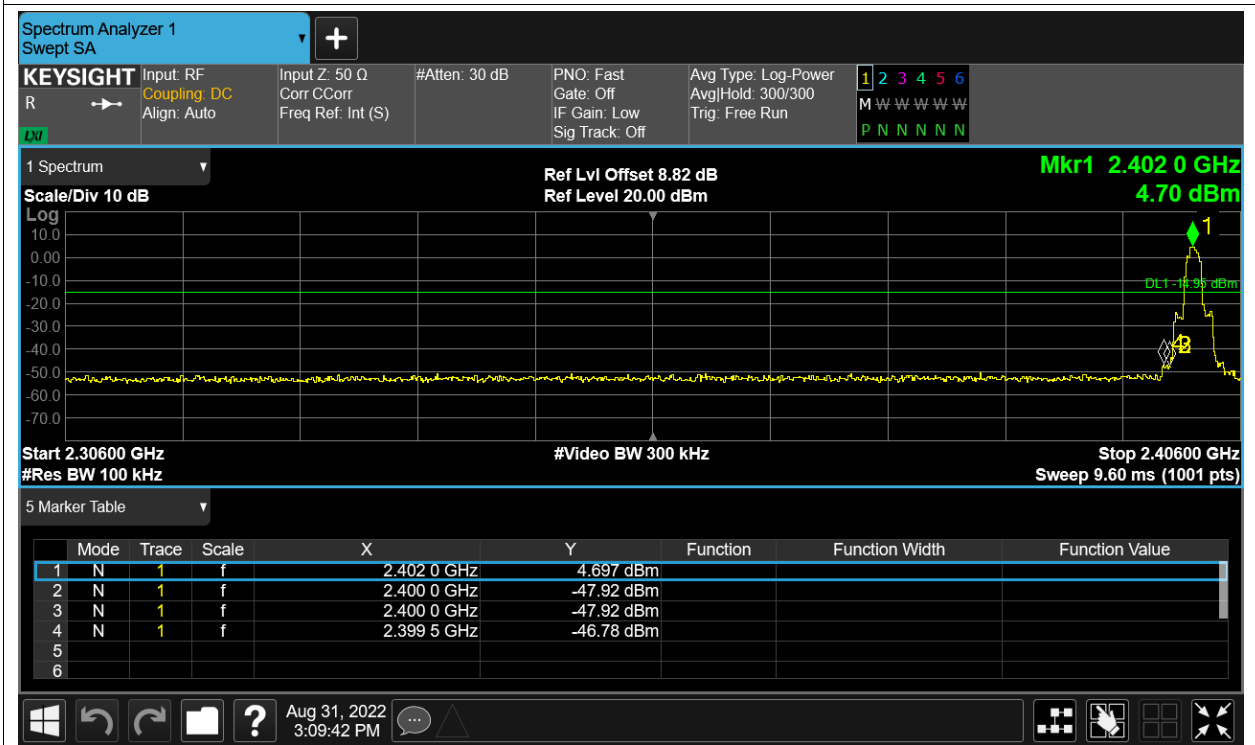 Spectrum Analyzer 1
Swept SA
KEYSIGHT Input: RF Input Z: 50 Ω #Atten: 30 dB PNO: Fast Avg Type: Log-Power 1 2 3 4 5 6
R Coupling: DC Corr CCorr Gate: Off Avg|Hold: 300/300 M W W W W W
Align: Auto Freq Ref: Int (S) IF Gain: Low Trig: Free Run
LXI Sig Track: Off P N N N N N
1 Spectrum Ref Lvl Offset 8.82 dB Mkr1 2.402 0 GHz
Scale/Div 10 dB Ref Level 20.00 dBm 4.70 dBm
Log
1
10.0
0.00
-10.0
DL1 -14.95 dBm
-20.0
-30.0
-40.0
-50.0
-60.0
-70.0
Start 2.30600 GHz #Video BW 300 kHz Stop 2.40600 GHz
#Res BW 100 kHz Sweep 9.60 ms (1001 pts)
5 Marker Table
Mode Trace Scale X Y Function Function Width Function Value
1 N 1 f 2.402 0 GHz 4.697 dBm
2 N 1 f 2.400 0 GHz -47.92 dBm
3 N 1 f 2.400 0 GHz -47.92 dBm
4 N 1 f 2.399 5 GHz -46.78 dBm
5
6
? Aug 31, 2022
3:09:42 PM